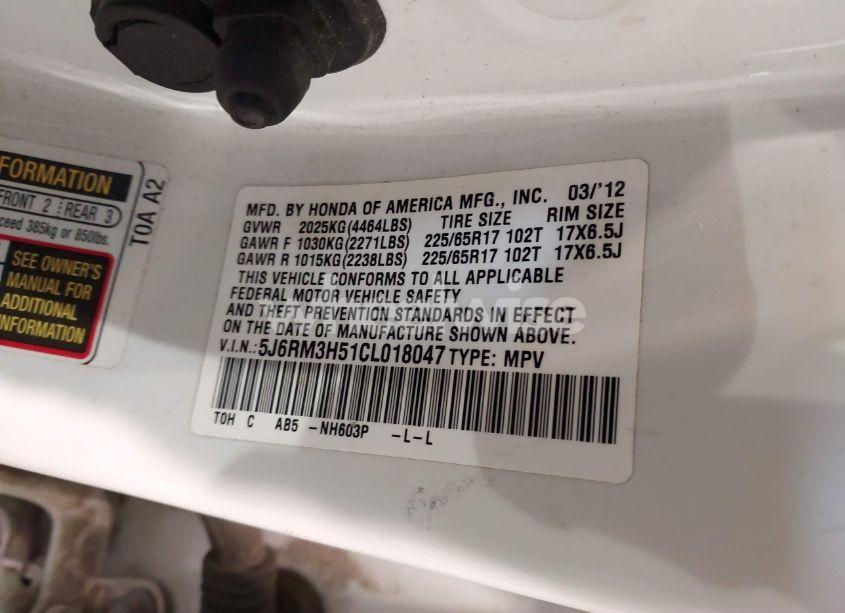 FORMATION
FRONT 2 REAR 3
ceed 385kg or 850lbs.
SEE OWNER'S
MANUAL FOR
ADDITIONAL
INFORMATION
T0A A2
MFD. BY HONDA OF AMERICA MFG., INC. 03/'12
GVWR 2025KG(4464LBS) TIRE SIZE RIM SIZE
GAWR F 1030KG(2271LBS) 225/65R17 102T 17X6.5J
GAWR R 1015KG(2238LBS) 225/65R17 102T 17X6.5J
THIS VEHICLE CONFORMS TO ALL APPLICABLE
FEDERAL MOTOR VEHICLE SAFETY
AND THEFT PREVENTION STANDARDS IN EFFECT
ON THE DATE OF MANUFACTURE SHOWN ABOVE.
V.I.N.: 5J6RM3H51CL018047 TYPE: MPV
T0H C AB5 -NH603P -L-L